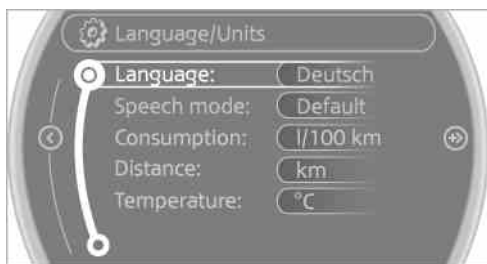 Language/Units
Language: Deutsch
Speech mode: Default
Consumption: l/100 km
Distance: km
Temperature: °C